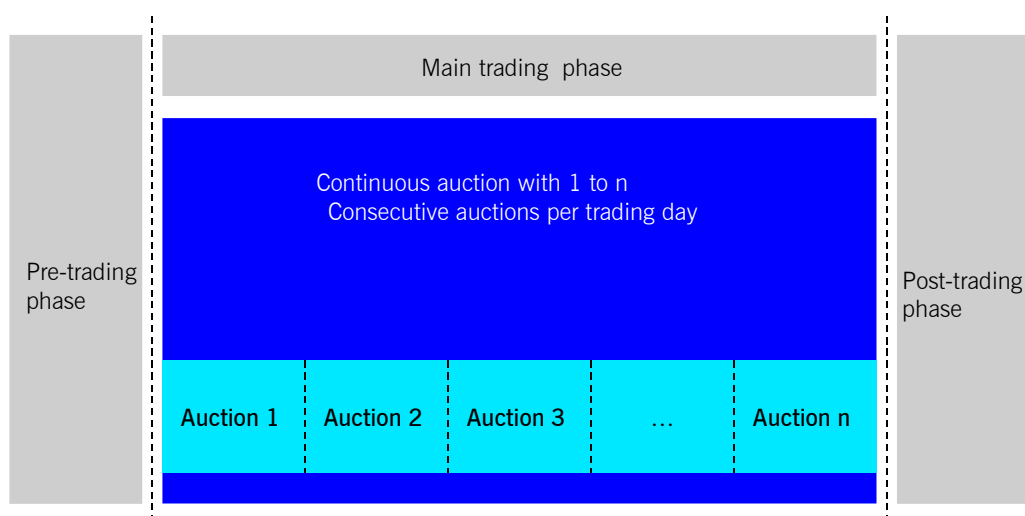 Main trading phase
Continuous auction with 1 to n
Consecutive auctions per trading day
Pre-trading
phase
Post-trading
phase
Auction 1
Auction 2
Auction 3
…
Auction n